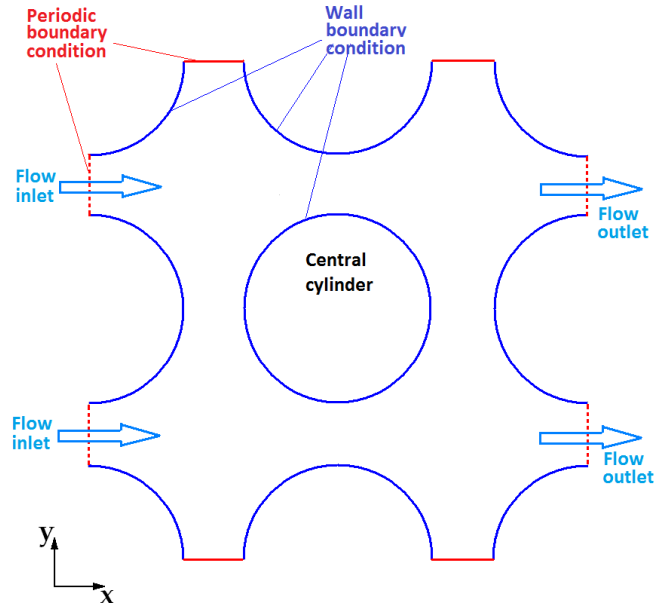 Periodic
boundary
condition
Wall
boundary
condition
Flow
inlet
Flow
outlet
Central
cylinder
Flow
inlet
Flow
outlet
y
x